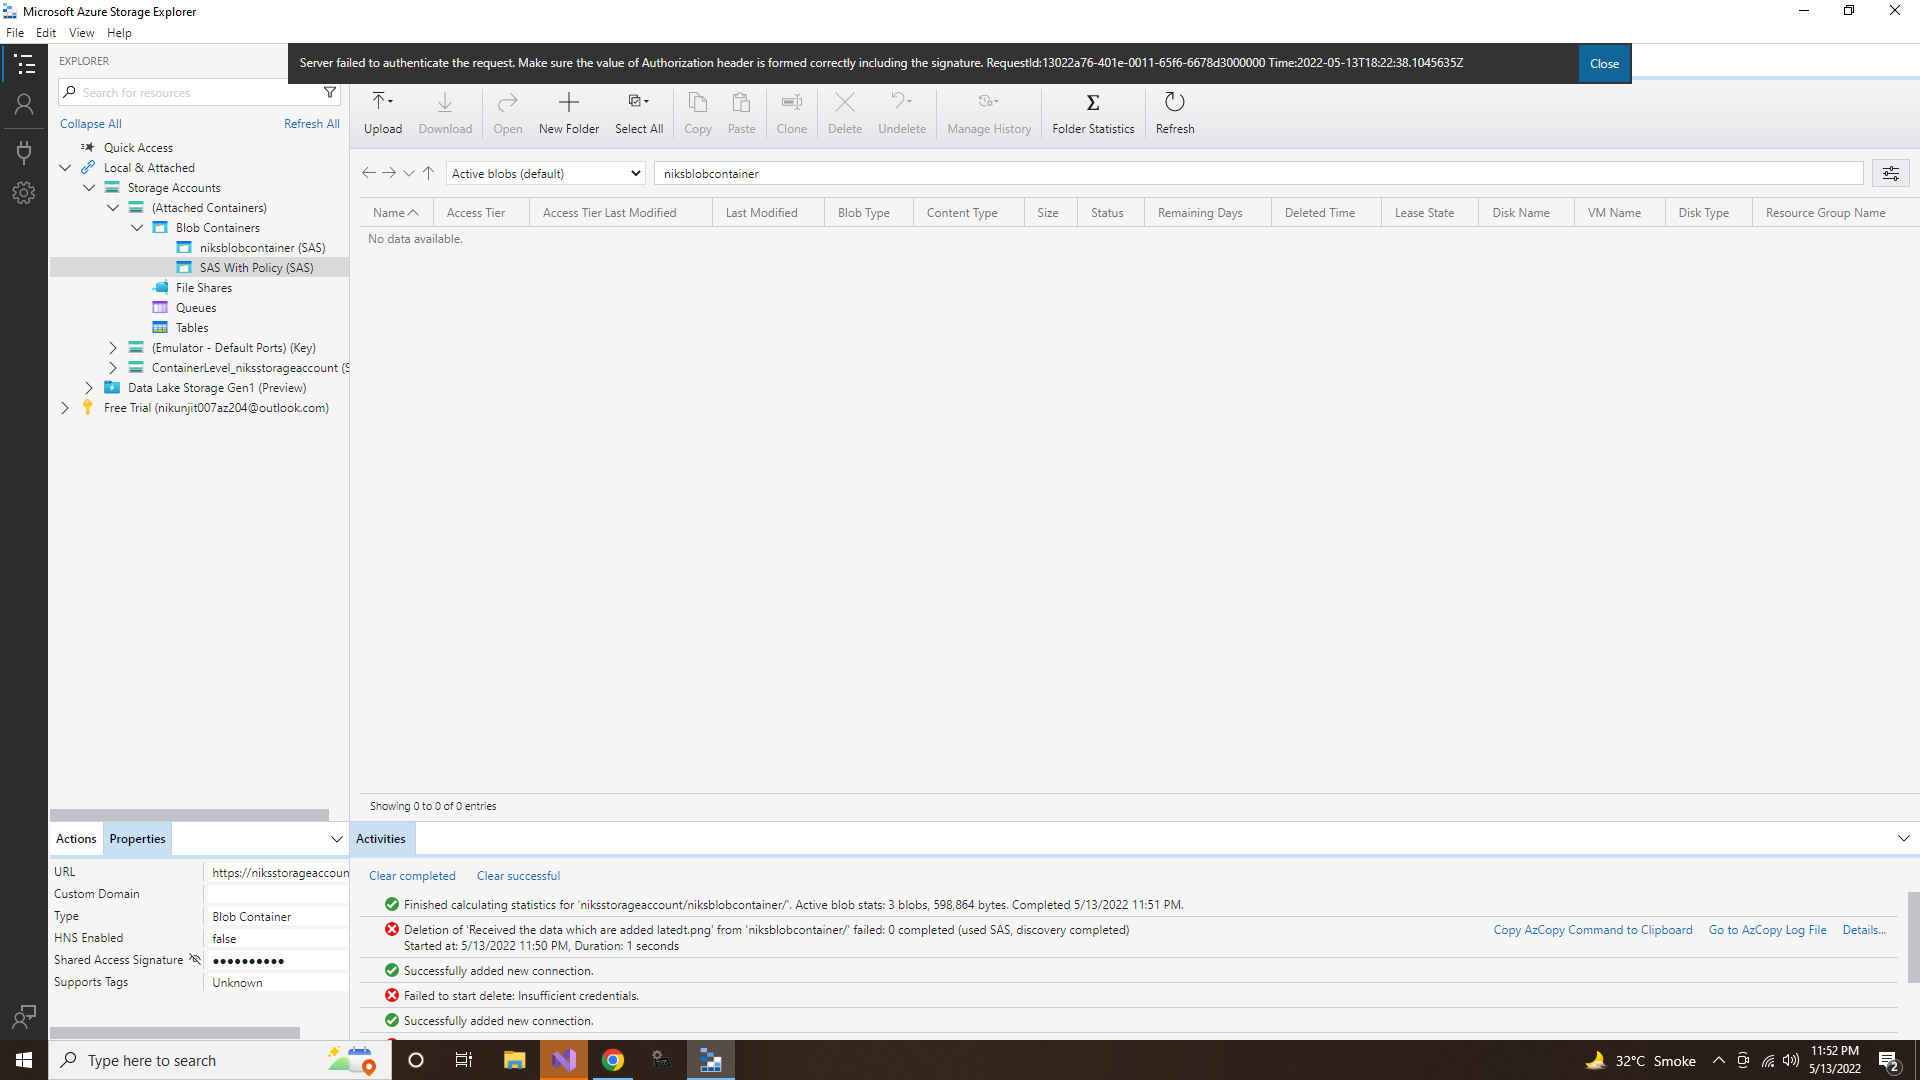 Microsoft Azure Storage Explorer
File Edit View Help
EXPLORER
Server failed to authenticate the request. Make sure the value of Authorization header is formed correctly including the signature. RequestId:13022a76-401e-0011-65f6-6678d3000000 Time:2022-05-13T18:22:38.1045635Z
Close
Search for resources
Collapse All Refresh All
Quick Access
Local & Attached
Storage Accounts
(Attached Containers)
Blob Containers
niksblobcontainer (SAS)
SAS With Policy (SAS)
File Shares
Queues
Tables
(Emulator - Default Ports) (Key)
ContainerLevel_niksstorageaccount (S
Data Lake Storage Gen1 (Preview)
Free Trial (nikunjit007az204@outlook.com)
Upload Download Open New Folder Select All Copy Paste Clone Delete Undelete Manage History Folder Statistics Refresh
Active blobs (default) niksblobcontainer
Name Access Tier Access Tier Last Modified Last Modified Blob Type Content Type Size Status Remaining Days Deleted Time Lease State Disk Name VM Name Disk Type Resource Group Name
No data available.
Showing 0 to 0 of 0 entries
Actions Properties
URL https://niksstorageaccoun
Custom Domain
Type Blob Container
HNS Enabled false
Shared Access Signature ●●●●●●●●●●
Supports Tags Unknown
Activities
Clear completed Clear successful
Finished calculating statistics for 'niksstorageaccount/niksblobcontainer/'. Active blob stats: 3 blobs, 598,864 bytes. Completed 5/13/2022 11:51 PM.
Deletion of 'Received the data which are added latedt.png' from 'niksblobcontainer/' failed: 0 completed (used SAS, discovery completed)
Started at: 5/13/2022 11:50 PM, Duration: 1 seconds
Copy AzCopy Command to Clipboard Go to AzCopy Log File Details...
Successfully added new connection.
Failed to start delete: Insufficient credentials.
Successfully added new connection.
Type here to search
32°C Smoke
11:52 PM
5/13/2022
2